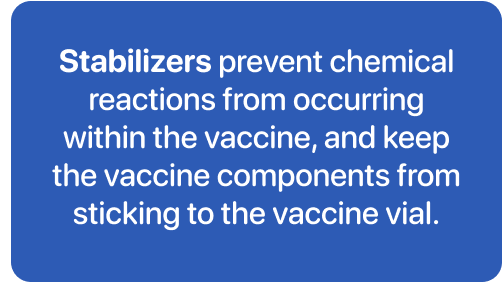 Stabilizers prevent chemical
reactions from occurring
within the vaccine, and keep
the vaccine components from
sticking to the vaccine vial.